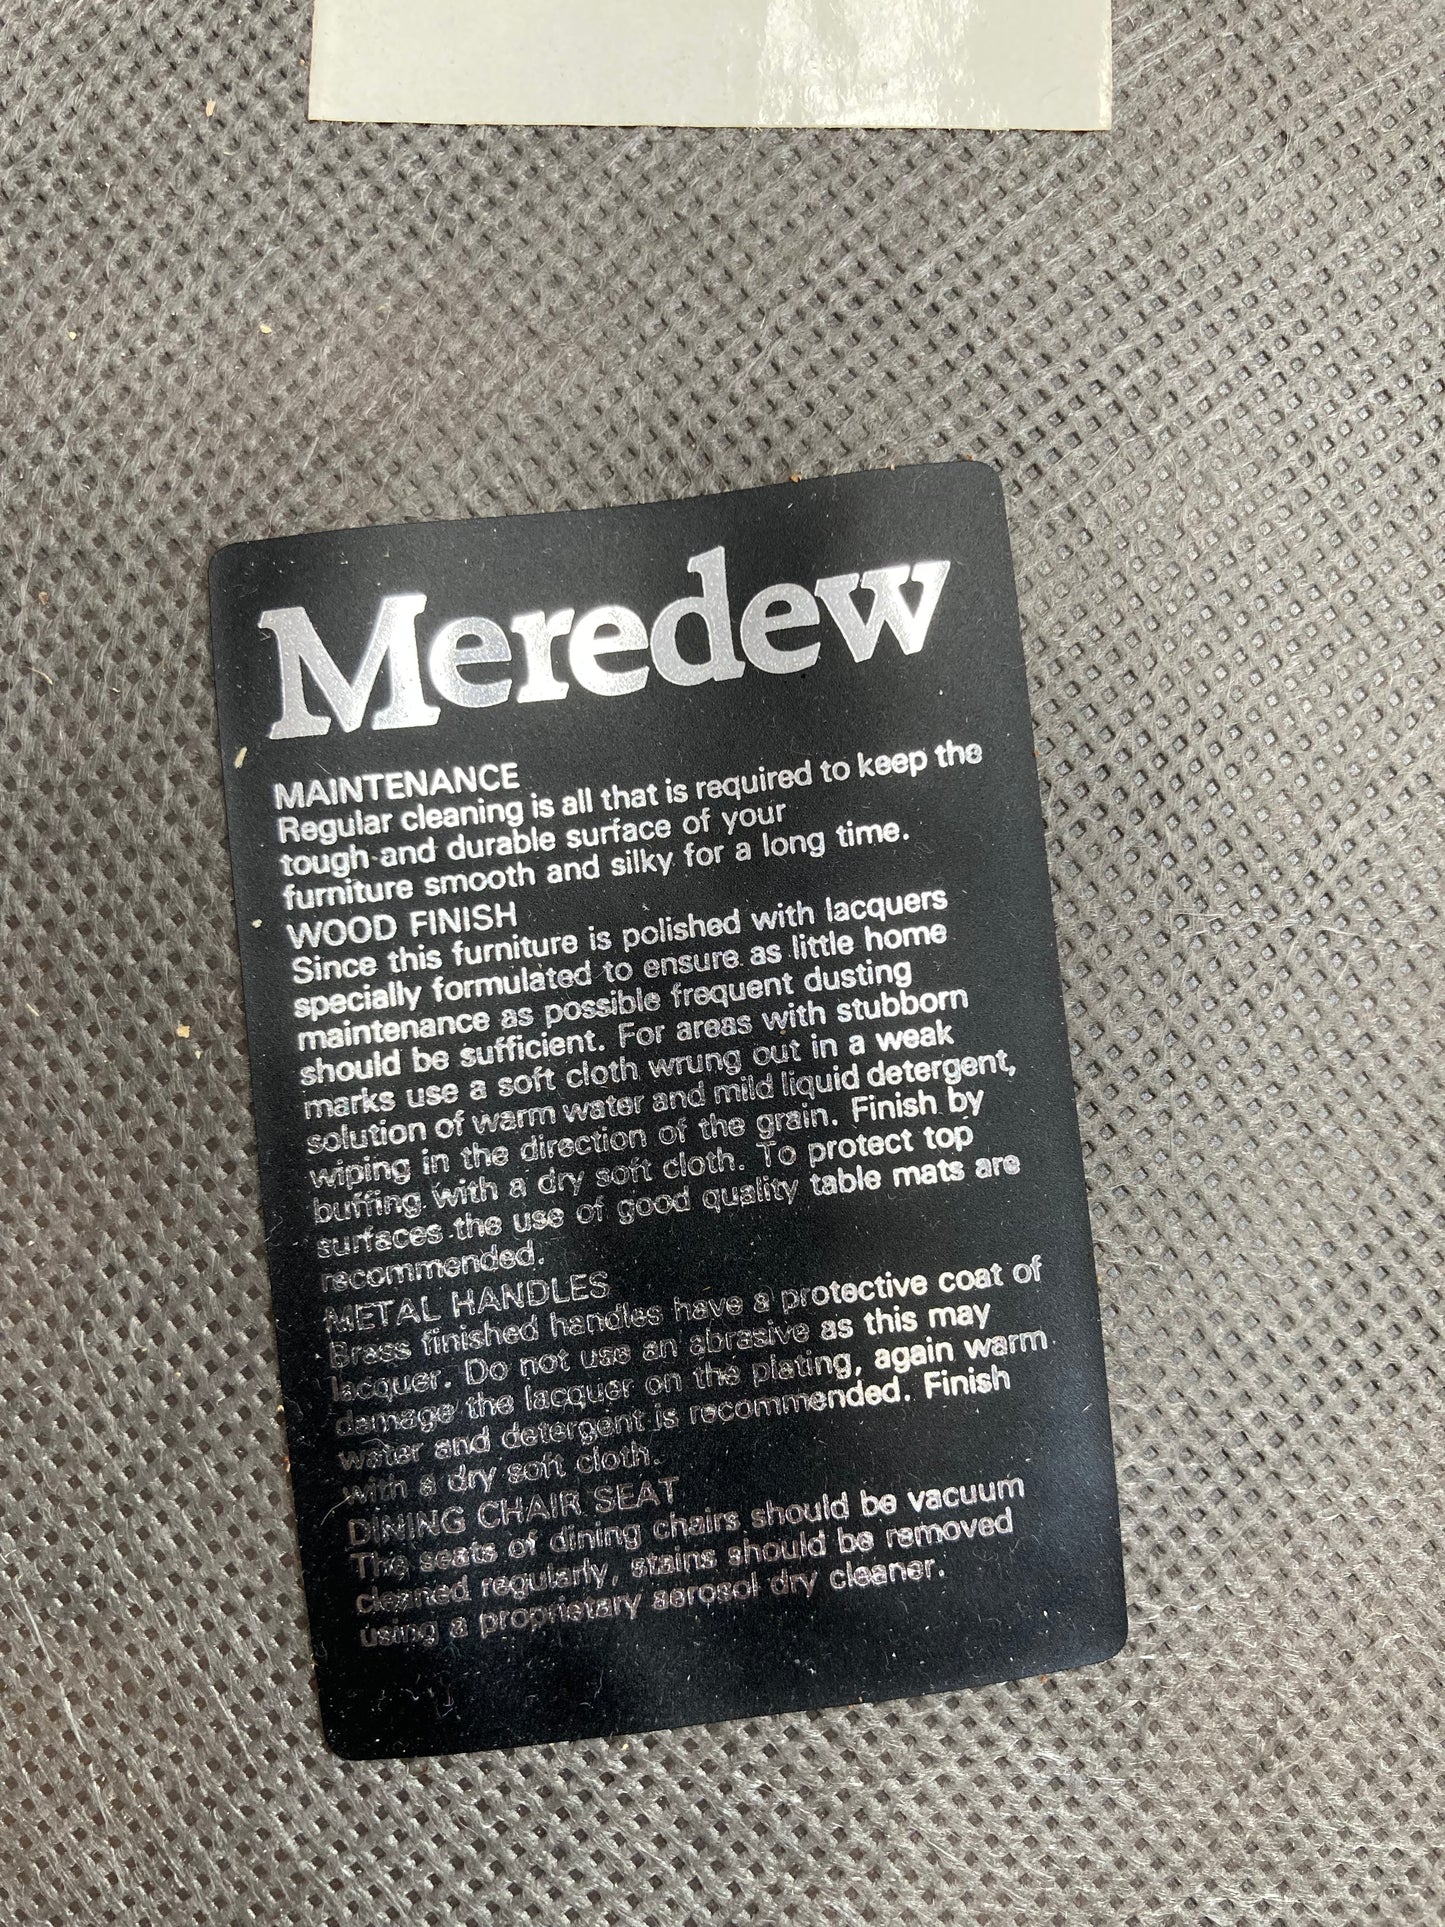 Meredew
MAINTENANCE
Regular cleaning is all that is required to keep the
tough and durable surface of your
furniture smooth and silky for a long time.
WOOD FINISH
Since this furniture is polished with lacquers
specially formulated to ensure as little home
maintenance as possible frequent dusting
should be sufficient. For areas with stubborn
marks use a soft cloth wrung out in a weak
solution of warm water and mild liquid detergent,
wiping in the direction of the grain. Finish by
buffing with a dry soft cloth. To protect top
surfaces the use of good quality table mats are
recommended.
METAL HANDLES
Brass finished handles have a protective coat of
lacquer. Do not use an abrasive as this may
damage the lacquer on the plating, again warm
water and detergent is recommended. Finish
with a dry soft cloth.
DINING CHAIR SEAT
The seats of dining chairs should be vacuum
cleaned regularly, stains should be removed
using a proprietary aerosol dry cleaner.